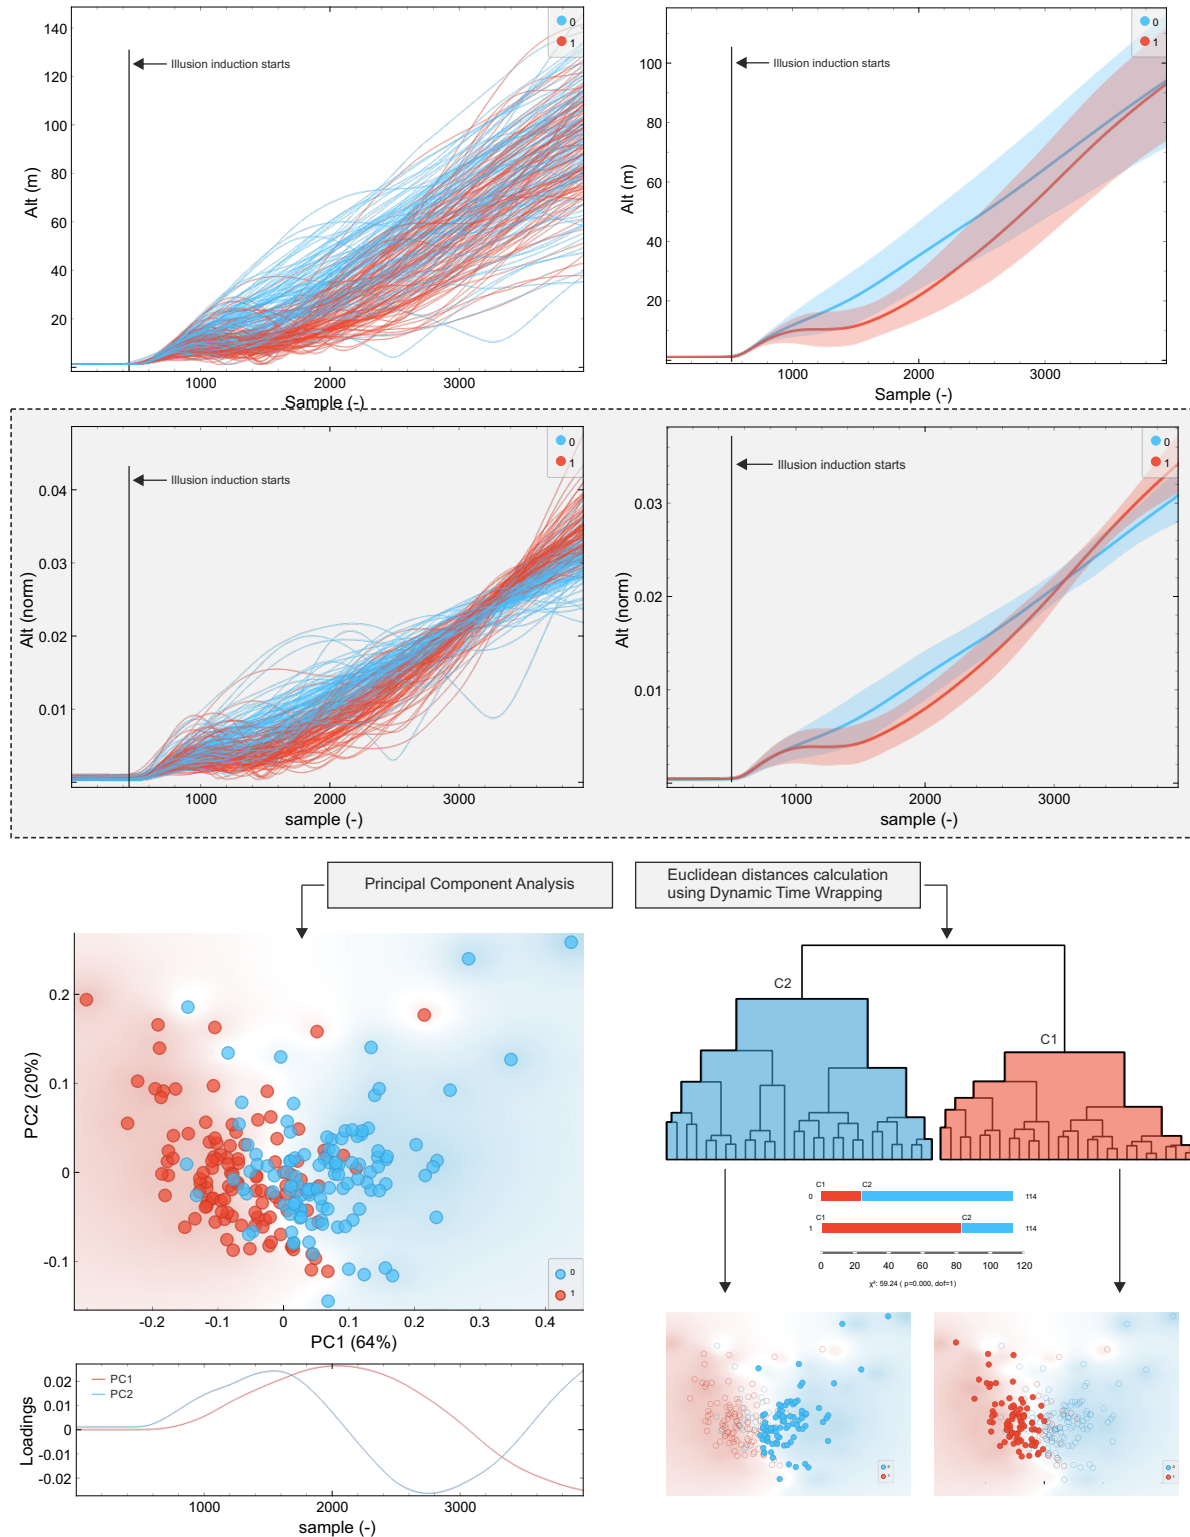 140
120
100
80
60
40
20
Alt (m)
Illusion induction starts
0
1
1000
2000
3000
Sample (-)
100
80
60
40
20
Alt (m)
Illusion induction starts
0
1
1000
2000
3000
Sample (-)
0.04
0.03
0.02
0.01
Alt (norm)
Illusion induction starts
0
1
1000
2000
3000
sample (-)
0.03
0.02
0.01
Alt (norm)
Illusion induction starts
0
1
1000
2000
3000
sample (-)
Principal Component Analysis
Euclidean distances calculation
using Dynamic Time Wrapping
0.2
0.1
0
-0.1
PC2 (20%)
0
1
-0.2
-0.1
0
0.1
0.2
0.3
0.4
PC1 (64%)
C2
C1
C1 C2
0 114
C1 C2
1 114
0 20 40 60 80 100 120
χ²: 59.24 ( p=0.000, dof=1)
0.02
0.01
0
-0.01
-0.02
Loadings
PC1
PC2
1000
2000
3000
sample (-)